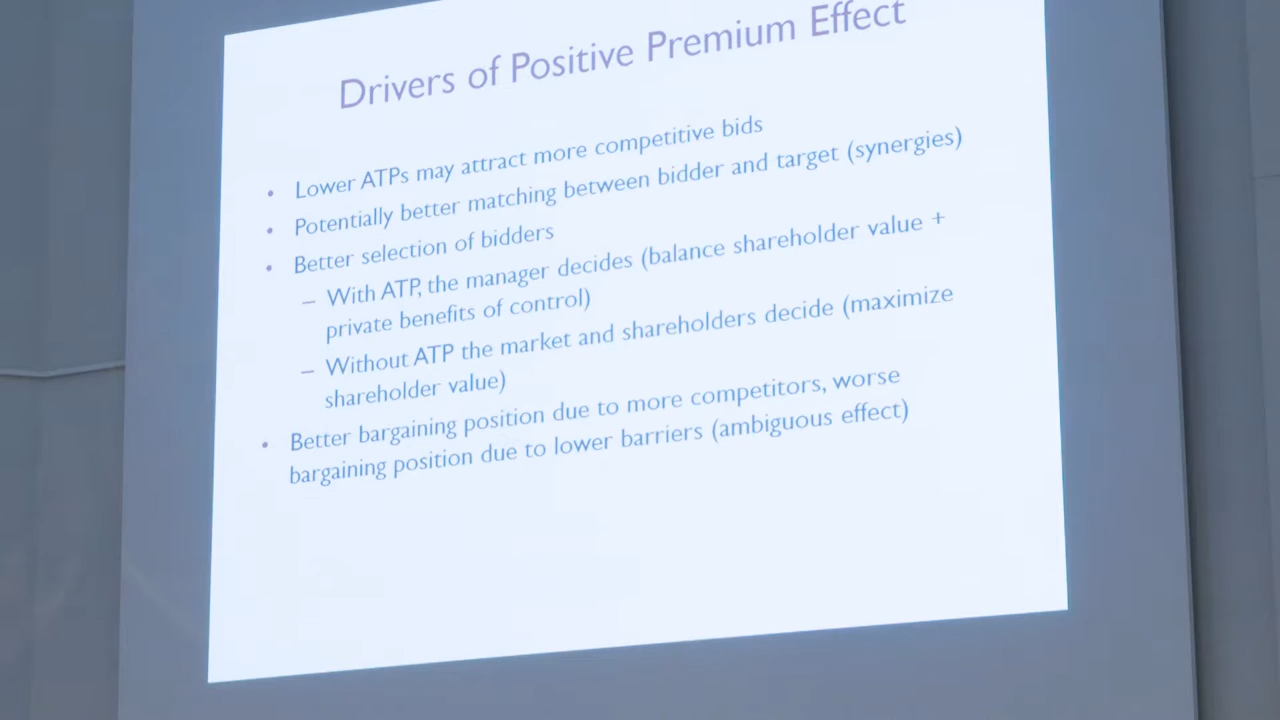 Drivers of Positive Premium Effect
• Lower ATPs may attract more competitive bids
• Potentially better matching between bidder and target (synergies)
• Better selection of bidders
– With ATP, the manager decides (balance shareholder value +
private benefits of control)
– Without ATP the market and shareholders decide (maximize
shareholder value)
• Better bargaining position due to more competitors, worse
bargaining position due to lower barriers (ambiguous effect)